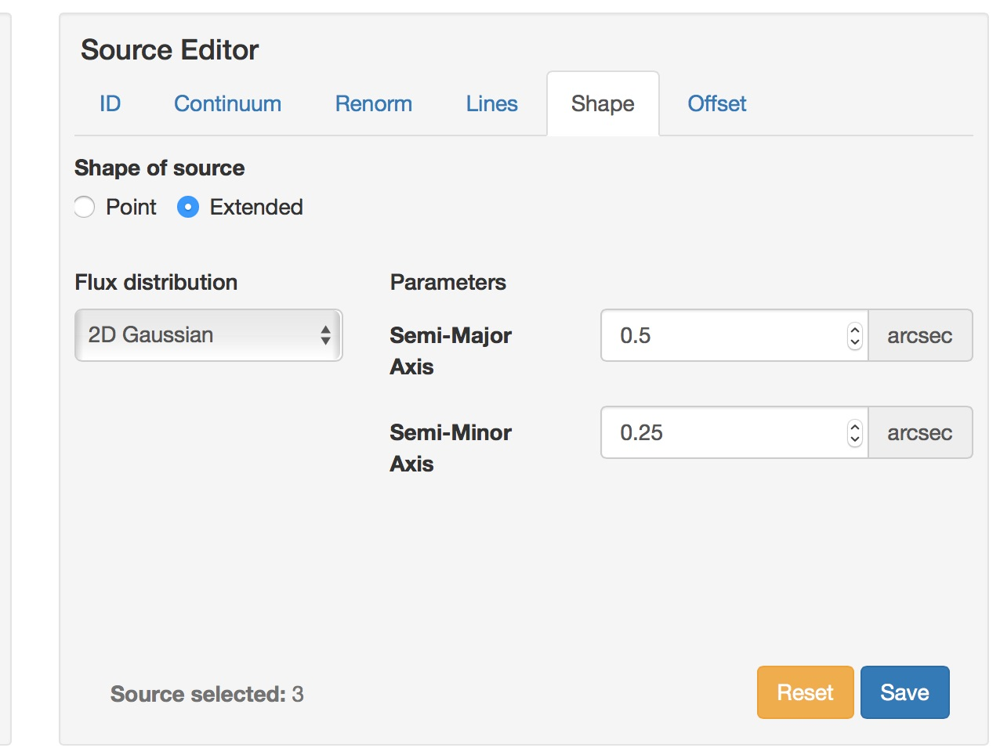 Source Editor
ID Continuum Renorm Lines Shape Offset
Shape of source
Point Extended
Flux distribution Parameters
2D Gaussian
Semi-Major
Axis
0.5 arcsec
Semi-Minor
Axis
0.25 arcsec
Source selected: 3
Reset Save